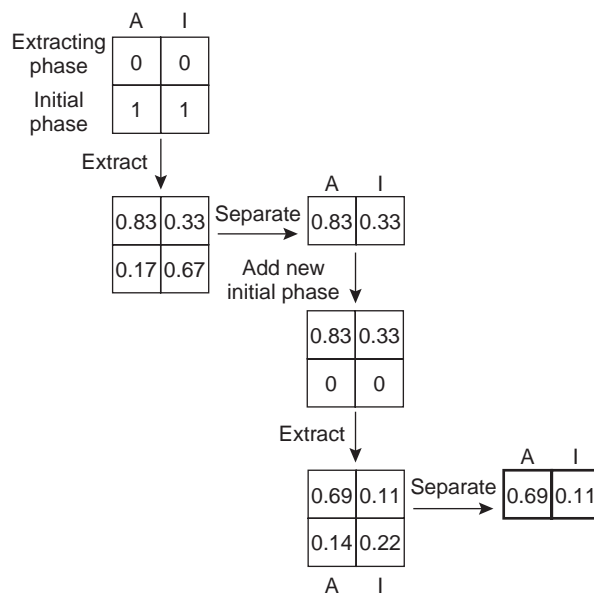 A I
Extracting
phase
0 0
Initial
phase
1 1
Extract
0.83 0.33
0.17 0.67
Separate
A I
0.83 0.33
Add new
initial phase
0.83 0.33
0 0
Extract
0.69 0.11
0.14 0.22
A I
Separate
A I
0.69 0.11